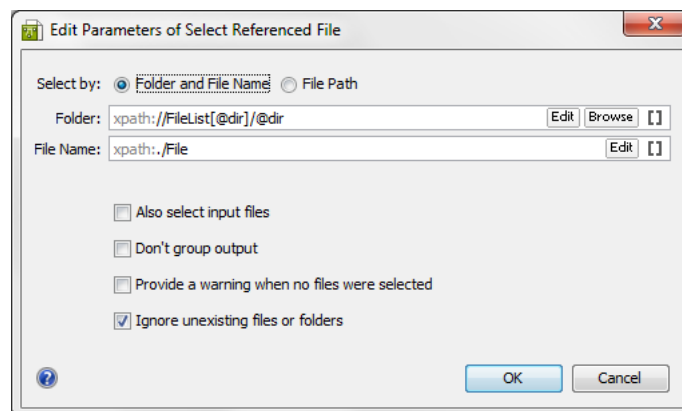 Edit Parameters of Select Referenced File
Select by: Folder and File Name File Path
Folder: xpath://FileList[@dir]/@dir Edit Browse []
File Name: xpath:./File Edit []
Also select input files
Don't group output
Provide a warning when no files were selected
Ignore unexisting files or folders
? OK Cancel